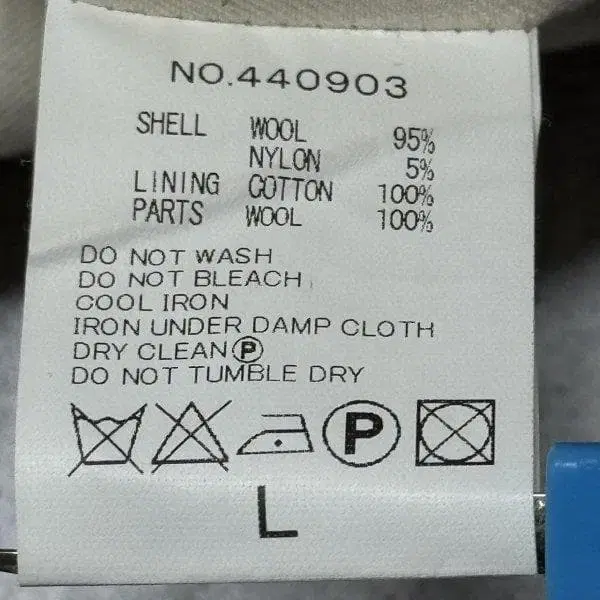 NO.440903
SHELL WOOL 95%
NYLON 5%
LINING COTTON 100%
PARTS WOOL 100%
DO NOT WASH
DO NOT BLEACH
COOL IRON
IRON UNDER DAMP CLOTH
DRY CLEAN Ⓟ
DO NOT TUMBLE DRY
P
L